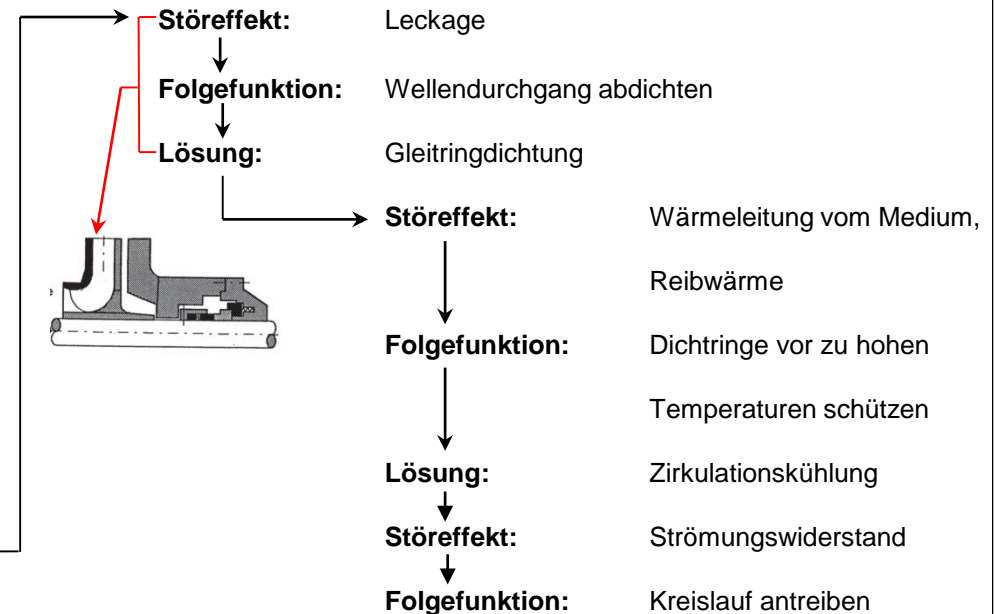 Störeffekt: Leckage
Folgefunktion: Wellendurchgang abdichten
Lösung: Gleitringdichtung
Störeffekt: Wärmeleitung vom Medium,
Reibwärme
Folgefunktion: Dichtringe vor zu hohen
Temperaturen schützen
Lösung: Zirkulationskühlung
Störeffekt: Strömungswiderstand
Folgefunktion: Kreislauf antreiben